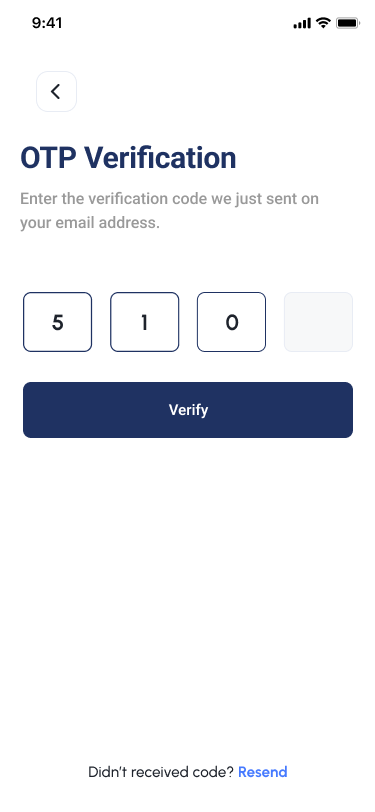 9:41
OTP Verification
Enter the verification code we just sent on
your email address.
5 1 0
Verify
Didn’t received code? Resend